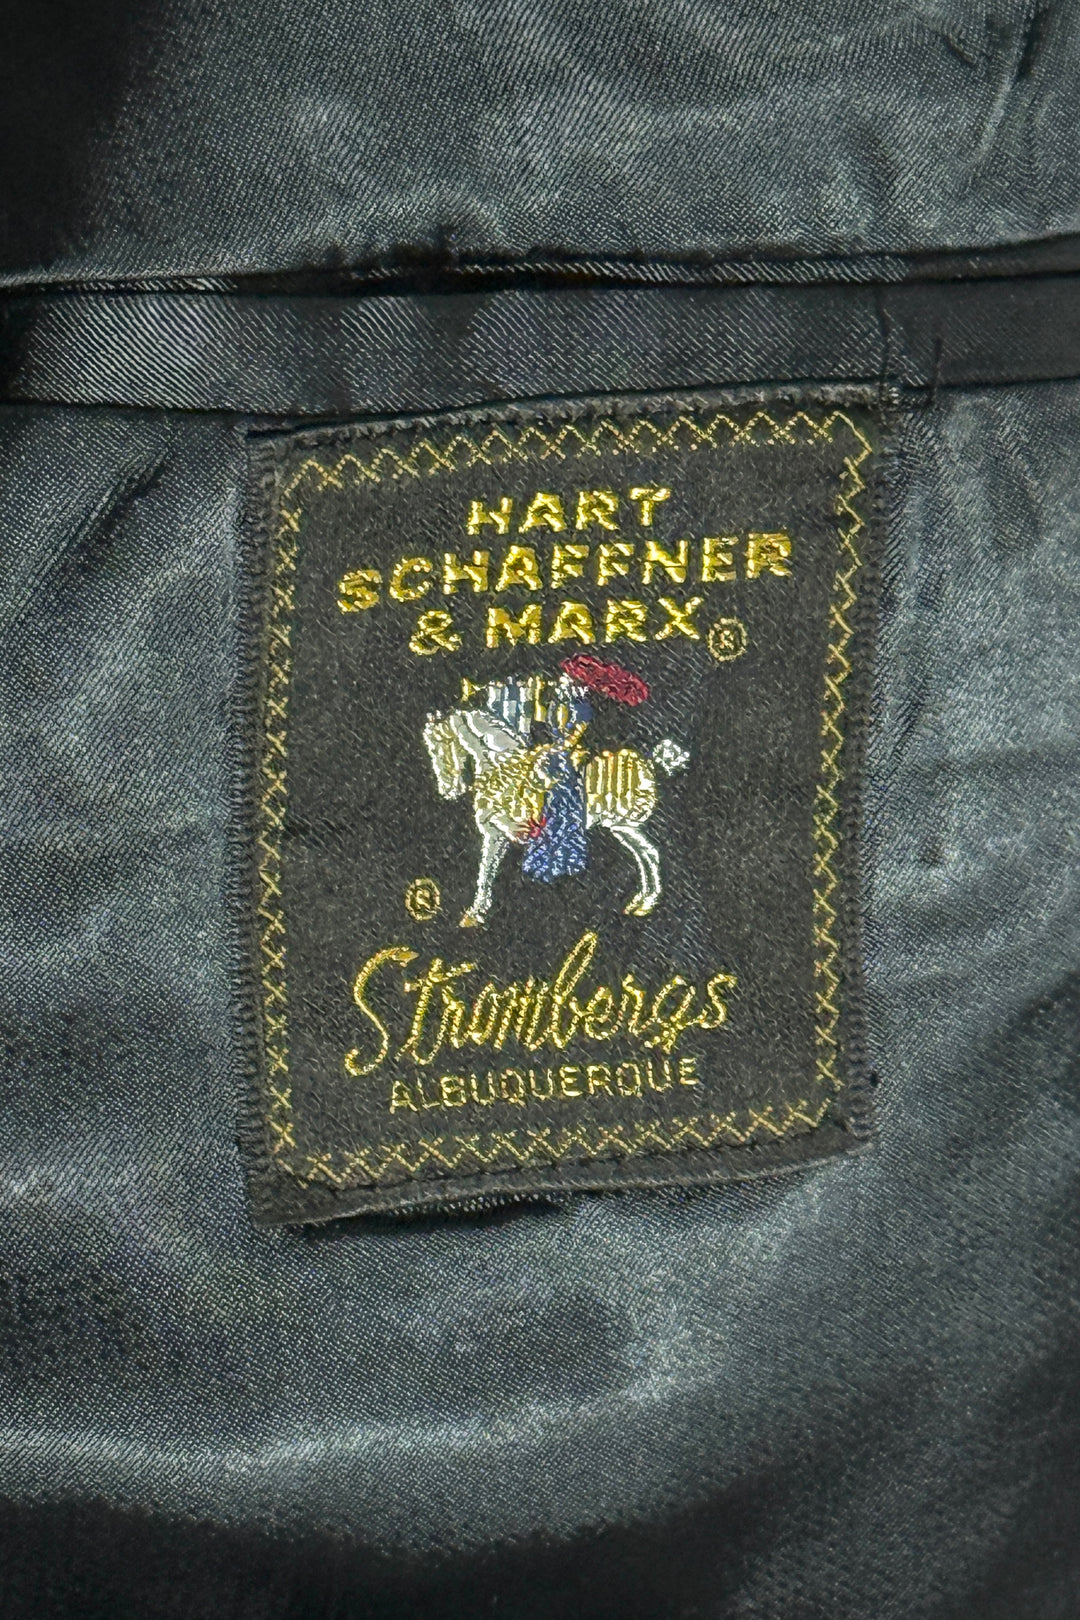 HART
SCHAFFNER
& MARX®
®
Strombergs
ALBUQUERQUE